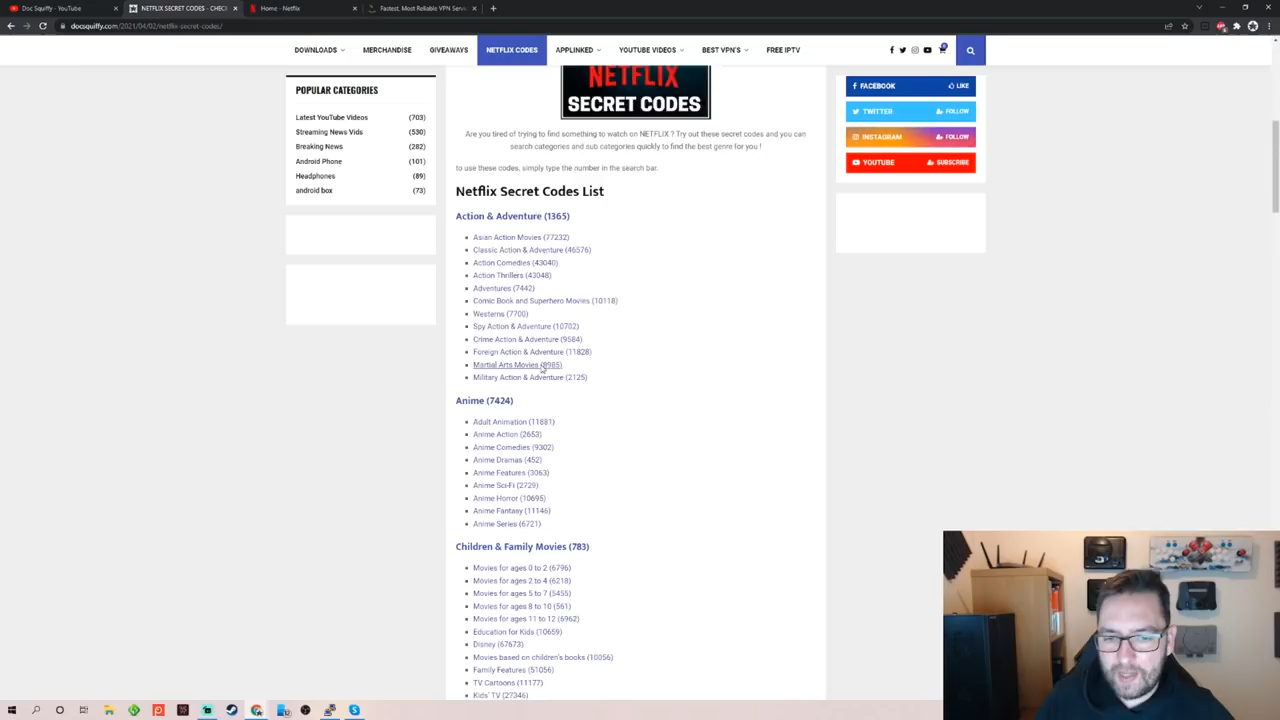 Doc Squiffy - YouTube
NETFLIX SECRET CODES - CHECK
Home - Netflix
Fastest, Most Reliable VPN Servi
docsquiffy.com/2021/04/02/netflix-secret-codes/
DOWNLOADS
MERCHANDISE
GIVEAWAYS
NETFLIX CODES
APPLINKED
YOUTUBE VIDEOS
BEST VPN'S
FREE IPTV
POPULAR CATEGORIES
Latest YouTube Videos (703)
Streaming News Vids (530)
Breaking News (282)
Android Phone (101)
Headphones (89)
android box (73)
NETFLIX
SECRET CODES
Are you tired of trying to find something to watch on NETFLIX ? Try out these secret codes and you can
search categories and sub categories quickly to find the best genre for you !
to use these codes, simply type the number in the search bar.
Netflix Secret Codes List
Action & Adventure (1365)
Asian Action Movies (77232)
Classic Action & Adventure (46576)
Action Comedies (43040)
Action Thrillers (43048)
Adventures (7442)
Comic Book and Superhero Movies (10118)
Westerns (7700)
Spy Action & Adventure (10702)
Crime Action & Adventure (9584)
Foreign Action & Adventure (11828)
Martial Arts Movies (8985)
Military Action & Adventure (2125)
Anime (7424)
Adult Animation (11881)
Anime Action (2653)
Anime Comedies (9302)
Anime Dramas (452)
Anime Features (3063)
Anime Sci-Fi (2729)
Anime Horror (10695)
Anime Fantasy (11146)
Anime Series (6721)
Children & Family Movies (783)
Movies for ages 0 to 2 (6796)
Movies for ages 2 to 4 (6218)
Movies for ages 5 to 7 (5455)
Movies for ages 8 to 10 (561)
Movies for ages 11 to 12 (6962)
Education for Kids (10659)
Disney (67673)
Movies based on children's books (10056)
Family Features (51056)
TV Cartoons (11177)
Kids' TV (27346)
FACEBOOK LIKE
TWITTER FOLLOW
INSTAGRAM FOLLOW
YOUTUBE SUBSCRIBE